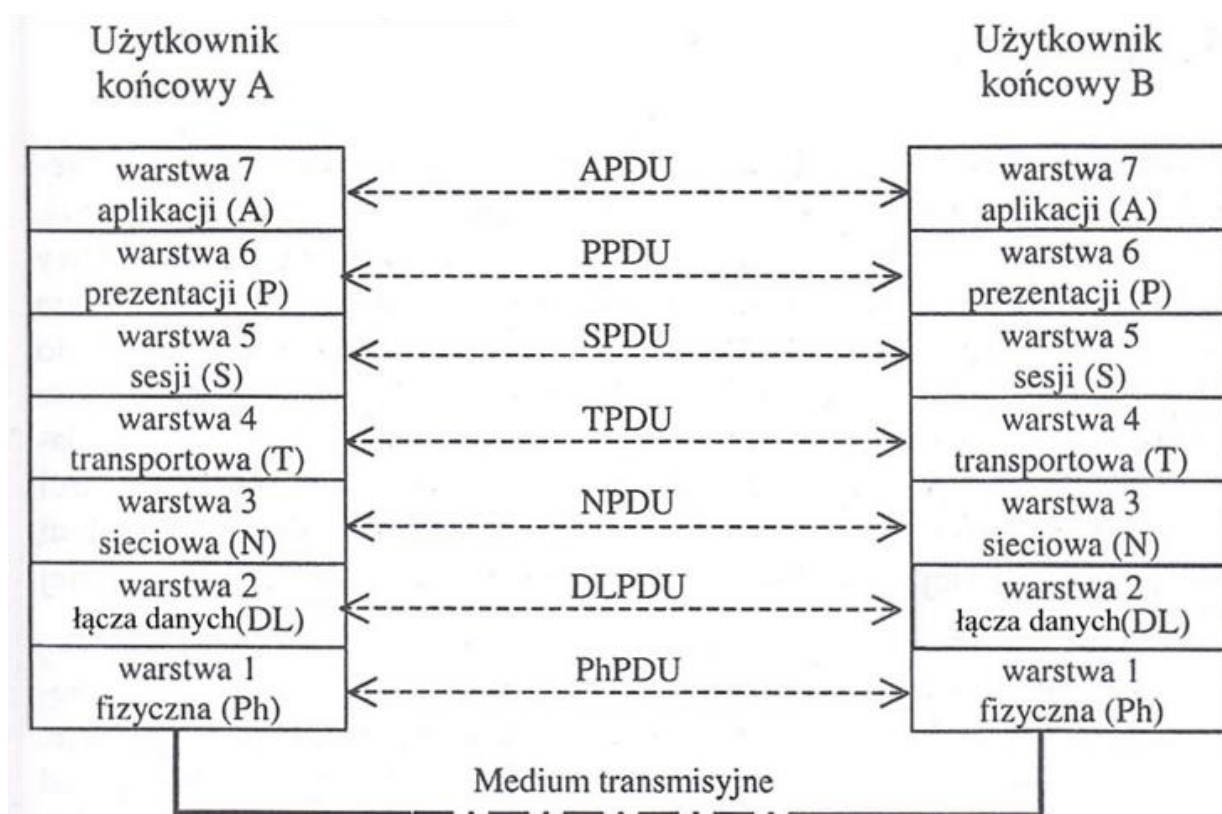 Użytkownik
końcowy A
Użytkownik
końcowy B
warstwa 7
aplikacji (A)
APDU
warstwa 7
aplikacji (A)
warstwa 6
prezentacji (P)
PPDU
warstwa 6
prezentacji (P)
warstwa 5
sesji (S)
SPDU
warstwa 5
sesji (S)
warstwa 4
transportowa (T)
TPDU
warstwa 4
transportowa (T)
warstwa 3
sieciowa (N)
NPDU
warstwa 3
sieciowa (N)
warstwa 2
łącza danych(DL)
DLPDU
warstwa 2
łącza danych(DL)
warstwa 1
fizyczna (Ph)
PhPDU
warstwa 1
fizyczna (Ph)
Medium transmisyjne